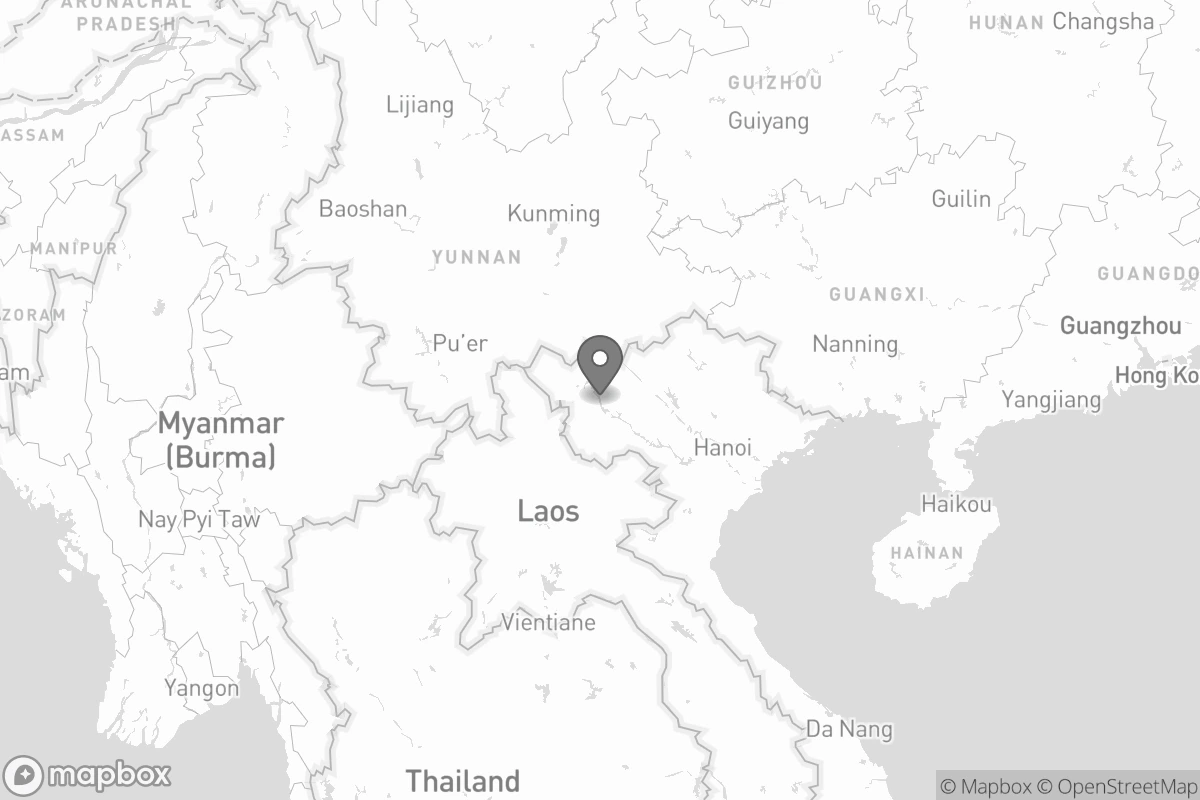 ARUNACHAL
PRADESH
HUNAN
Changsha
GUIZHOU
Lijiang
Guiyang
ASSAM
Guilin
Baoshan
Kunming
MANIPUR
YUNNAN
GUANGDO
GUANGXI
ZORAM
Guangzhou
Pu'er
Nanning
am
Hong Ko
Yangjiang
Myanmar
(Burma)
Hanoi
Haikou
Laos
Nay Pyi Taw
HAINAN
Vientiane
Yangon
Da Nang
mapbox
Thailand
© Mapbox © OpenStreetMap